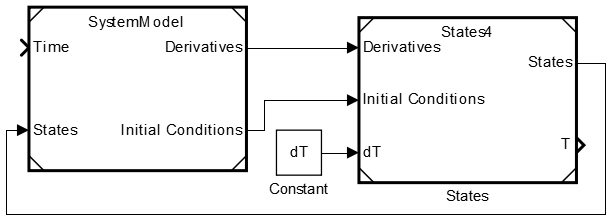 SystemModel
Time
Derivatives
States
Initial Conditions
States4
Derivatives
States
Initial Conditions
dT
T
States
dT
Constant